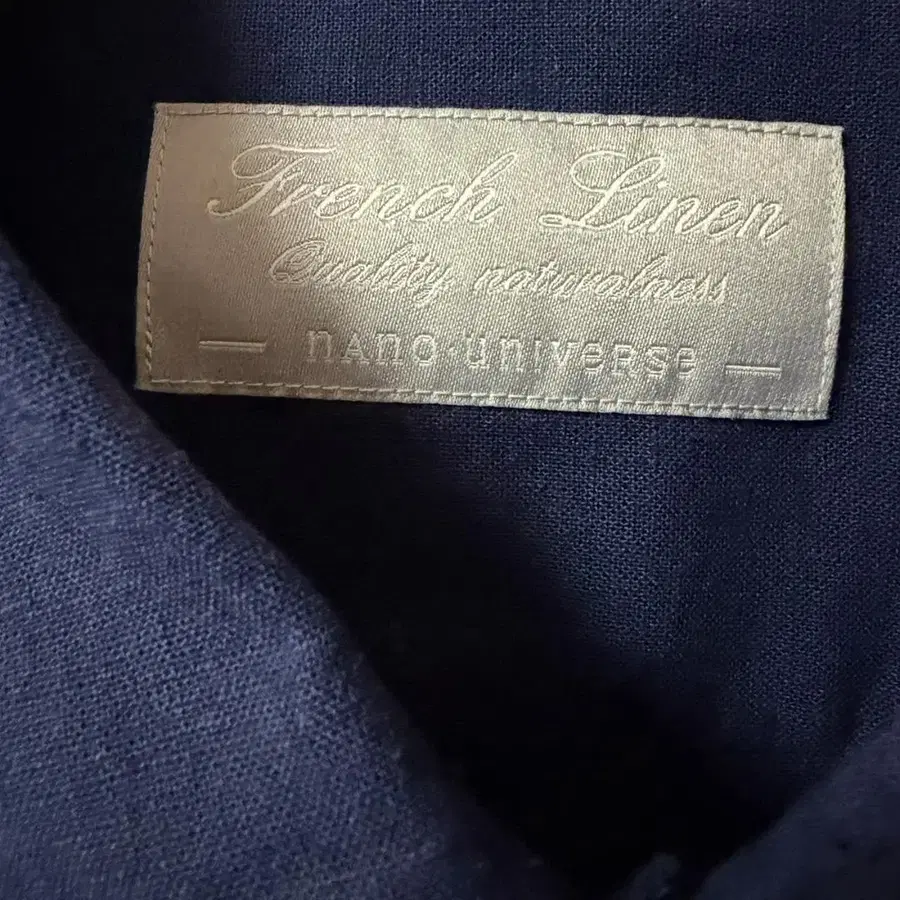 French Linen
Quality naturalness
— nano·universe —